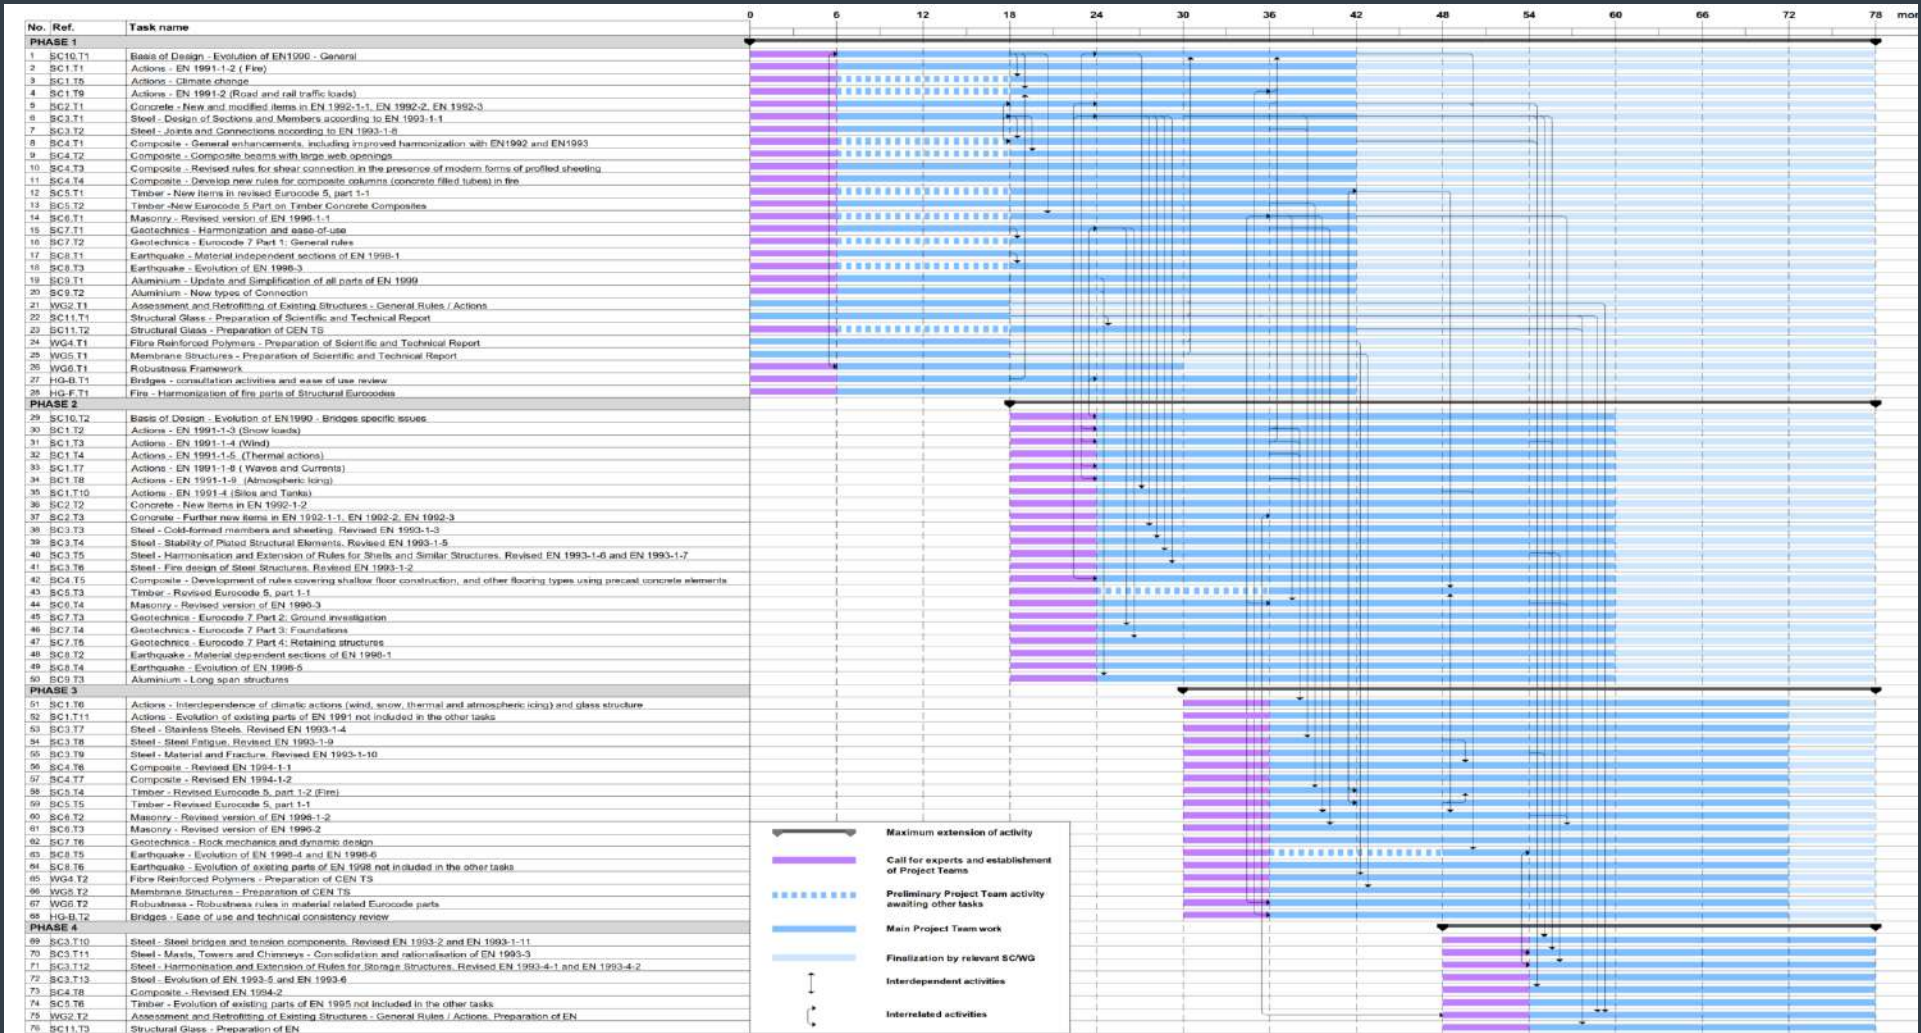 0 6 12 18 24 30 36 42 48 54 60 66 72 78 mon
No. Ref. Task name
PHASE 1
1 SC10.T1 Basis of Design - Evolution of EN1990 - General
2 SC1.T1 Actions - EN 1991-1-2 ( Fire)
3 SC1.T5 Actions - Climate change
4 SC1.T9 Actions - EN 1991-2 (Road and rail traffic loads)
5 SC2.T1 Concrete - New and modified items in EN 1992-1-1, EN 1992-2, EN 1992-3
6 SC3.T1 Steel - Design of Sections and Members according to EN 1993-1-1
7 SC3.T2 Steel - Joints and Connections according to EN 1993-1-8
8 SC4.T1 Composite - General enhancements, including improved harmonization with EN1992 and EN1993
9 SC4.T2 Composite - Composite beams with large web openings
10 SC4.T3 Composite - Revised rules for shear connection in the presence of modern forms of profiled sheeting
11 SC4.T4 Composite - Develop new rules for composite columns (concrete filled tubes) in fire
12 SC5.T1 Timber - New items in revised Eurocode 5, part 1-1
13 SC5.T2 Timber -New Eurocode 5 Part on Timber Concrete Composites
14 SC6.T1 Masonry - Revised version of EN 1996-1-1
15 SC7.T1 Geotechnics - Harmonization and ease-of-use
16 SC7.T2 Geotechnics - Eurocode 7 Part 1: General rules
17 SC8.T1 Earthquake - Material independent sections of EN 1998-1
18 SC8.T3 Earthquake - Evolution of EN 1998-3
19 SC9.T1 Aluminium - Update and Simplification of all parts of EN 1999
20 SC9.T2 Aluminium - New types of Connection
21 WG2.T1 Assessment and Retrofitting of Existing Structures - General Rules / Actions
22 SC11.T1 Structural Glass - Preparation of Scientific and Technical Report
23 SC11.T2 Structural Glass - Preparation of CEN TS
24 WG4.T1 Fibre Reinforced Polymers - Preparation of Scientific and Technical Report
25 WG5.T1 Membrane Structures - Preparation of Scientific and Technical Report
26 WG6.T1 Robustness Framework
27 HG-B.T1 Bridges - consultation activities and ease of use review
28 HG-F.T1 Fire - Harmonization of fire parts of Structural Eurocodes
PHASE 2
29 SC10.T2 Basis of Design - Evolution of EN1990 - Bridges specific issues
30 SC1.T2 Actions - EN 1991-1-3 (Snow loads)
31 SC1.T3 Actions - EN 1991-1-4 (Wind)
32 SC1.T4 Actions - EN 1991-1-5 (Thermal actions)
33 SC1.T7 Actions - EN 1991-1-8 ( Waves and Currents)
34 SC1.T8 Actions - EN 1991-1-9 (Atmospheric Icing)
35 SC1.T10 Actions - EN 1991-4 (Silos and Tanks)
36 SC2.T2 Concrete - New items in EN 1992-1-2
37 SC2.T3 Concrete - Further new items in EN 1992-1-1, EN 1992-2, EN 1992-3
38 SC3.T3 Steel - Cold-formed members and sheeting. Revised EN 1993-1-3
39 SC3.T4 Steel - Stability of Plated Structural Elements. Revised EN 1993-1-5
40 SC3.T5 Steel - Harmonisation and Extension of Rules for Shells and Similar Structures. Revised EN 1993-1-6 and EN 1993-1-7
41 SC3.T6 Steel - Fire design of Steel Structures. Revised EN 1993-1-2
42 SC4.T5 Composite - Development of rules covering shallow floor construction, and other flooring types using precast concrete elements
43 SC5.T3 Timber - Revised Eurocode 5, part 1-1
44 SC6.T4 Masonry - Revised version of EN 1996-3
45 SC7.T3 Geotechnics - Eurocode 7 Part 2: Ground investigation
46 SC7.T4 Geotechnics - Eurocode 7 Part 3: Foundations
47 SC7.T5 Geotechnics - Eurocode 7 Part 4: Retaining structures
48 SC8.T2 Earthquake - Material dependent sections of EN 1998-1
49 SC8.T4 Earthquake - Evolution of EN 1998-5
50 SC9.T3 Aluminium - Long span structures
PHASE 3
51 SC1.T6 Actions - Interdependence of climatic actions (wind, snow, thermal and atmospheric icing) and glass structure
52 SC1.T11 Actions - Evolution of existing parts of EN 1991 not included in the other tasks
53 SC3.T7 Steel - Stainless Steels. Revised EN 1993-1-4
54 SC3.T8 Steel - Steel Fatigue. Revised EN 1993-1-9
55 SC3.T9 Steel - Material and Fracture. Revised EN 1993-1-10
56 SC4.T6 Composite - Revised EN 1994-1-1
57 SC4.T7 Composite - Revised EN 1994-1-2
58 SC5.T4 Timber - Revised Eurocode 5, part 1-2 (Fire)
59 SC5.T5 Timber - Revised Eurocode 5, part 1-1
60 SC6.T2 Masonry - Revised version of EN 1996-1-2
61 SC6.T3 Masonry - Revised version of EN 1996-2
62 SC7.T6 Geotechnics - Rock mechanics and dynamic design
63 SC8.T5 Earthquake - Evolution of EN 1998-4 and EN 1998-6
64 SC8.T6 Earthquake - Evolution of existing parts of EN 1998 not included in the other tasks
65 WG4.T2 Fibre Reinforced Polymers - Preparation of CEN TS
66 WG5.T2 Membrane Structures - Preparation of CEN TS
67 WG6.T2 Robustness - Robustness rules in material related Eurocode parts
68 HG-B.T2 Bridges - Ease of use and technical consistency review
PHASE 4
69 SC3.T10 Steel - Steel bridges and tension components. Revised EN 1993-2 and EN 1993-1-11
70 SC3.T11 Steel - Masts, Towers and Chimneys - Consolidation and rationalisation of EN 1993-3
71 SC3.T12 Steel - Harmonisation and Extension of Rules for Storage Structures. Revised EN 1993-4-1 and EN 1993-4-2
72 SC3.T13 Steel - Evolution of EN 1993-5 and EN 1993-6
73 SC4.T8 Composite - Revised EN 1994-2
74 SC5.T6 Timber - Evolution of existing parts of EN 1995 not included in the other tasks
75 WG2.T2 Assessment and Retrofitting of Existing Structures - General Rules / Actions. Preparation of EN
76 SC11.T3 Structural Glass - Preparation of EN
Maximum extension of activity
Call for experts and establishment
of Project Teams
Preliminary Project Team activity
awaiting other tasks
Main Project Team work
Finalization by relevant SC/WG
Interdependent activities
Interrelated activities